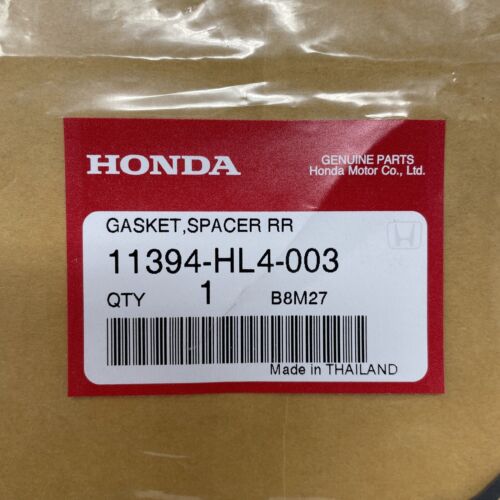 HONDA
GENUINE PARTS
Honda Motor Co., Ltd.
GASKET,SPACER RR
11394-HL4-003
QTY 1 B8M27
Made in THAILAND